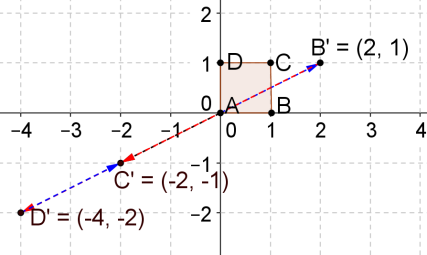 2
B' = (2, 1)
1
D
C
0
A
B
−4
−3
−2
−1
0
1
2
3
4
−1
C' = (-2, -1)
−2
D' = (-4, -2)